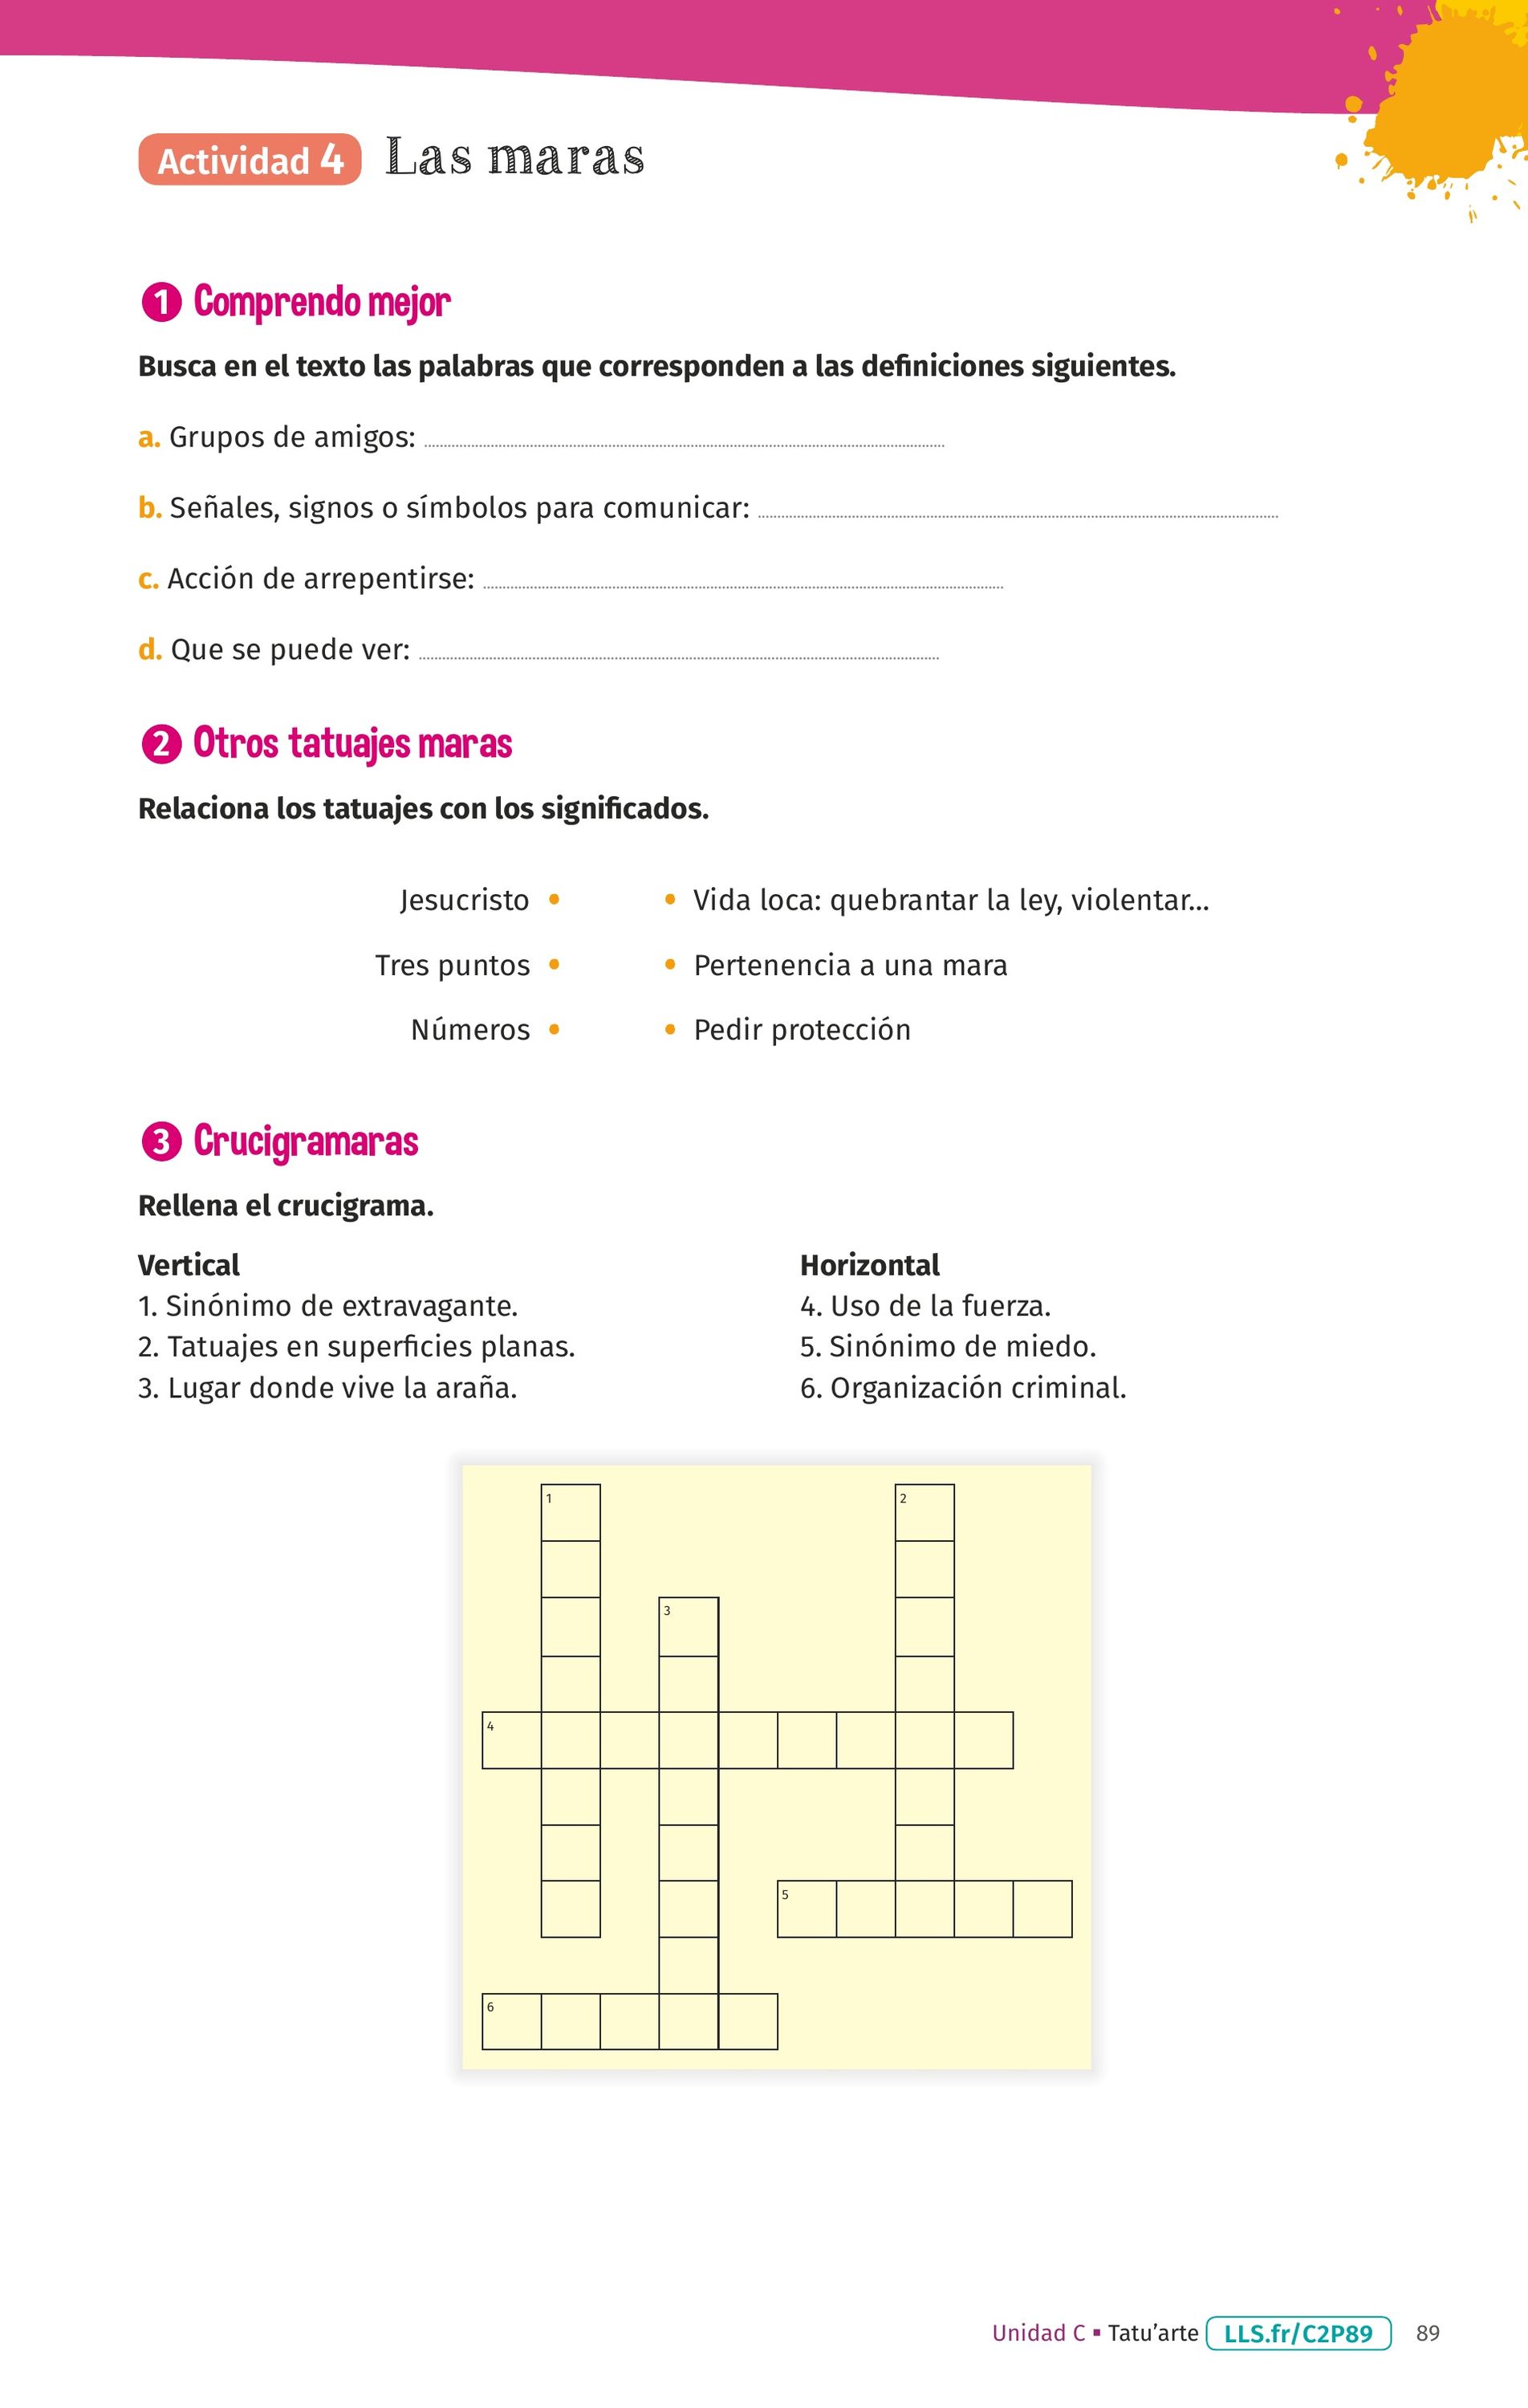 Actividad 4 Las maras
1 Comprendo mejor
Busca en el texto las palabras que corresponden a las definiciones siguientes.
a. Grupos de amigos:
b. Señales, signos o símbolos para comunicar:
c. Acción de arrepentirse:
d. Que se puede ver:
2 Otros tatuajes maras
Relaciona los tatuajes con los significados.
Jesucristo • • Vida loca: quebrantar la ley, violentar...
Tres puntos • • Pertenencia a una mara
Números • • Pedir protección
3 Crucigramaras
Rellena el crucigrama.
Vertical
1. Sinónimo de extravagante.
2. Tatuajes en superficies planas.
3. Lugar donde vive la araña.
Horizontal
4. Uso de la fuerza.
5. Sinónimo de miedo.
6. Organización criminal.
1 2
3
4
5
6
Unidad C ▪ Tatu’arte LLS.fr/C2P89 89